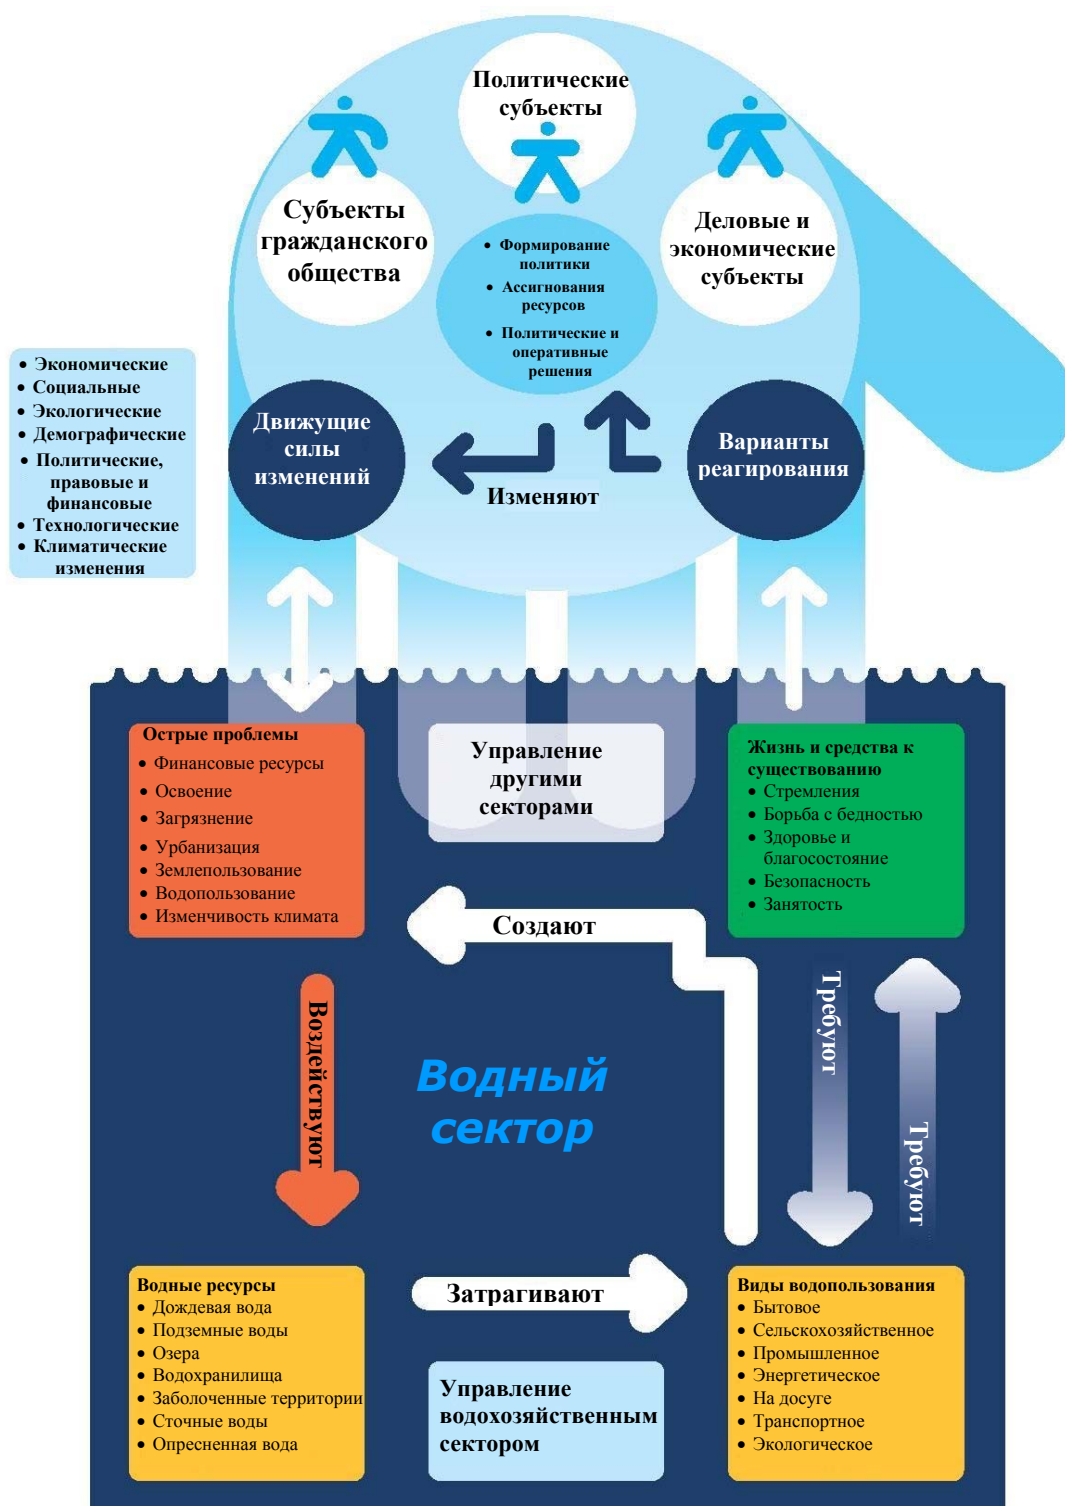 Политические
субъекты
Субъекты
гражданского
общества
• Формирование
политики
• Ассигнования
ресурсов
• Политические и
оперативные
решения
Деловые и
экономические
субъекты
• Экономические
• Социальные
• Экологические
• Демографические
• Политические,
правовые и
финансовые
• Технологические
• Климатические
изменения
Движущие
силы
изменений
Изменяют
Варианты
реагирования
Острые проблемы
• Финансовые ресурсы
• Освоение
• Загрязнение
• Урбанизация
• Землепользование
• Водопользование
• Изменчивость климата
Управление
другими
секторами
Жизнь и средства к
существованию
• Стремления
• Борьба с бедностью
• Здоровье и
благосостояние
• Безопасность
• Занятость
Создают
Воздействуют
Водный
сектор
Требуют
Требуют
Водные ресурсы
• Дождевая вода
• Подземные воды
• Озера
• Водохранилища
• Заболоченные территории
• Сточные воды
• Опресненная вода
Затрагивают
Управление
водохозяйственным
сектором
Виды водопользования
• Бытовое
• Сельскохозяйственное
• Промышленное
• Энергетическое
• На досуге
• Транспортное
• Экологическое